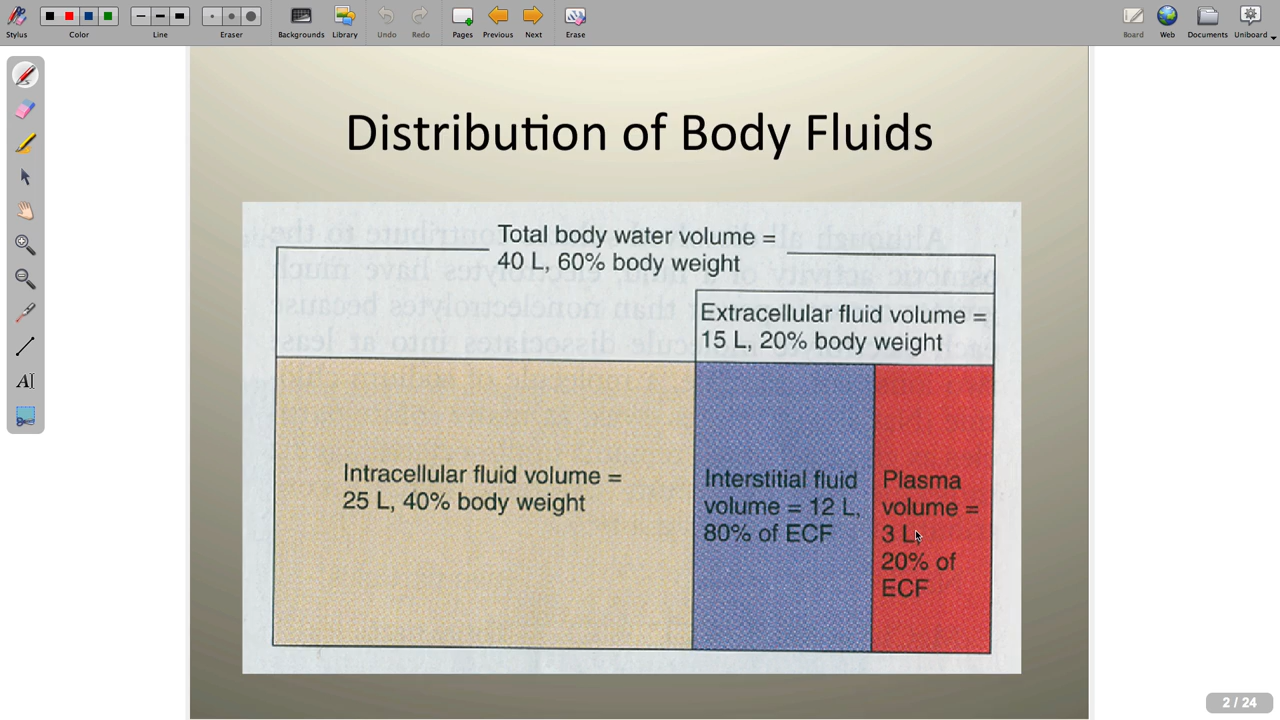 Stylus
Color
Line
Eraser
Backgrounds
Library
Undo
Redo
Pages
Previous
Next
Erase
Board
Web
Documents
Uniboard
Distribution of Body Fluids
Total body water volume =
40 L, 60% body weight
Extracellular fluid volume =
15 L, 20% body weight
Intracellular fluid volume =
25 L, 40% body weight
Interstitial fluid
volume = 12 L,
80% of ECF
Plasma
volume =
3 L,
20% of
ECF
2 / 24